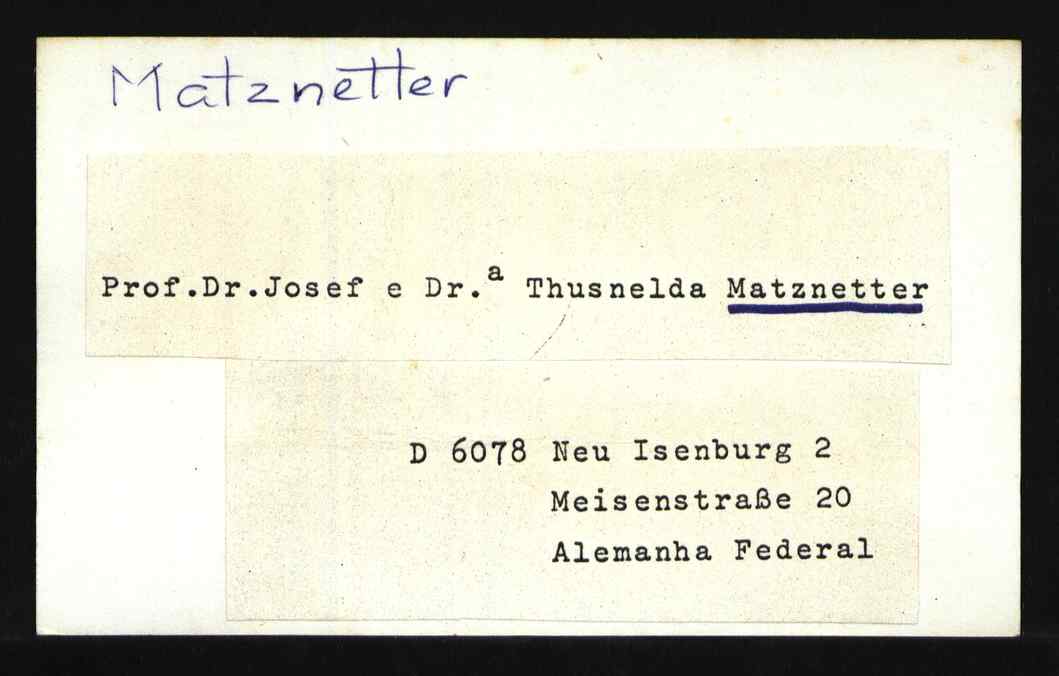 Matznetter
Prof.Dr.Josef e Dr.ª Thusnelda Matznetter
D 6078 Neu Isenburg 2
Meisenstraße 20
Alemanha Federal